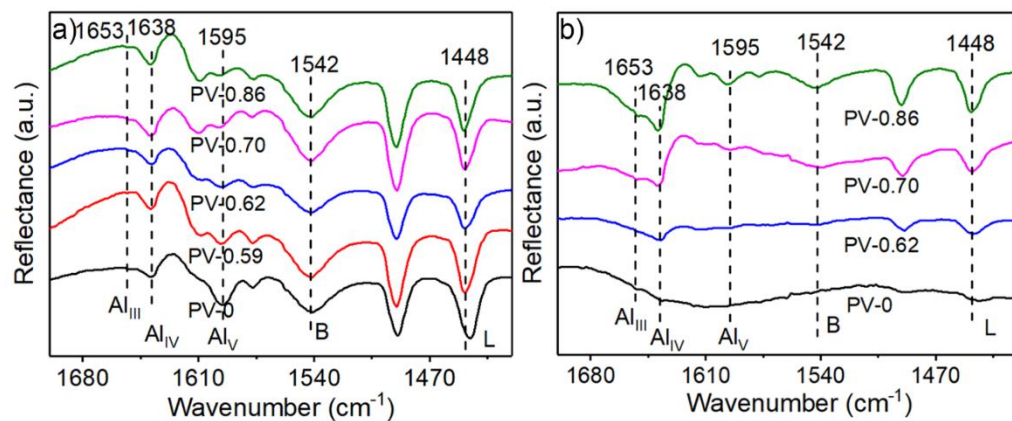 a)
1653 1638 1595 1542 1448
PV-0.86
PV-0.70
PV-0.62
PV-0.59
PV-0
Al_III
Al_IV
Al_V
B
L
Reflectance (a.u.)
1680 1610 1540 1470
Wavenumber (cm⁻¹)
b)
1653 1638 1595 1542 1448
PV-0.86
PV-0.70
PV-0.62
PV-0
Al_III
Al_IV
Al_V
B
L
Reflectance (a.u.)
1680 1610 1540 1470
Wavenumber (cm⁻¹)